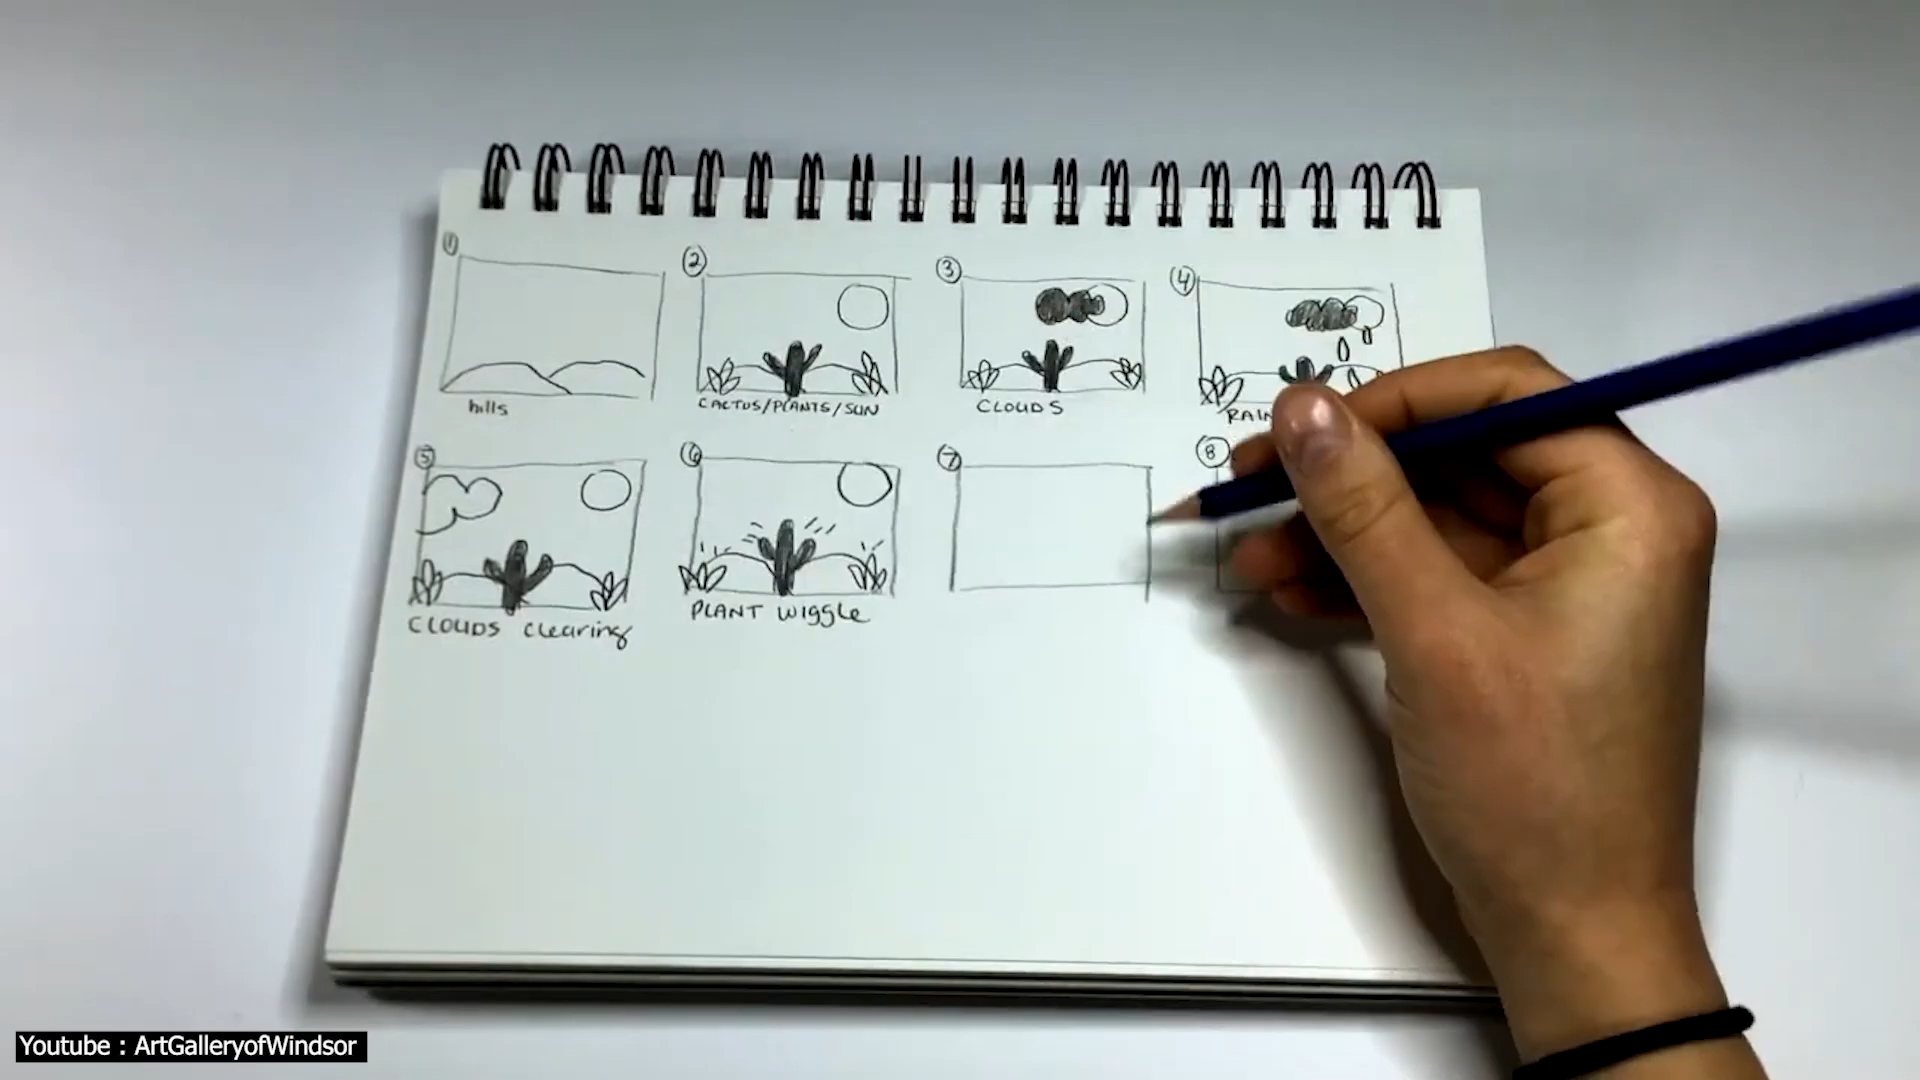 1
2
3
4
hills
CACTUS/PLANTS/SUN
CLOUDS
RAIN
5
6
7
8
CLOUDS clearing
PLANT wiggle
Youtube : ArtGalleryofWindsor